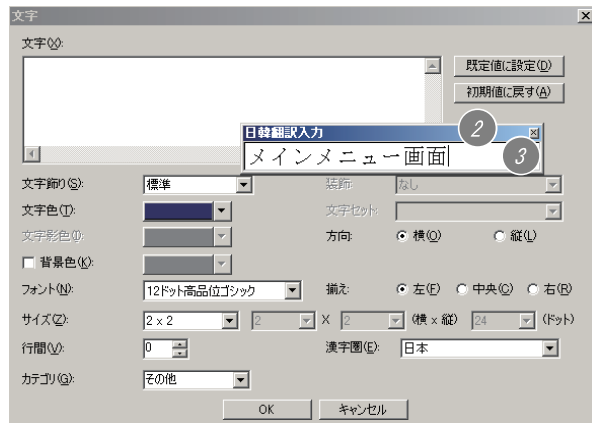 文字
文字(X):
既定値に設定(D)
初期値に戻す(A)
日韓翻訳入力
2
メインメニュー画面
3
文字飾り(S): 標準 装飾: なし
文字色(T): 文字セット:
文字影色(I): 方向: 横(O) 縦(L)
背景色(K):
フォント(N): 12ドット高品位ゴシック 揃え: 左(F) 中央(C) 右(R)
サイズ(Z): 2 x 2 2 X 2 (横 x 縦) 24 (ドット)
行間(V): 0 漢字圏(E): 日本
カテゴリ(G): その他
OK キャンセル